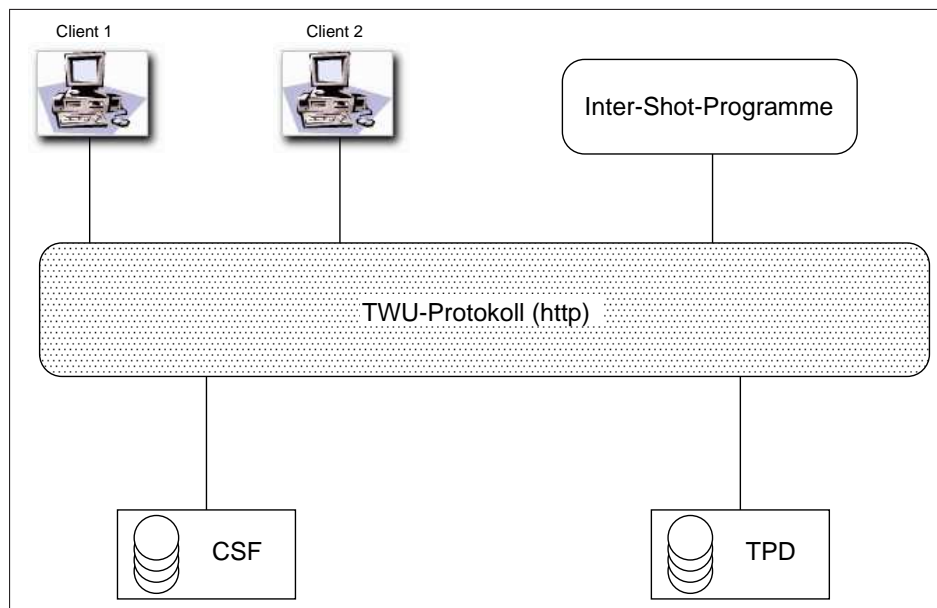 Client 1
Client 2
Inter-Shot-Programme
TWU-Protokoll (http)
CSF
TPD